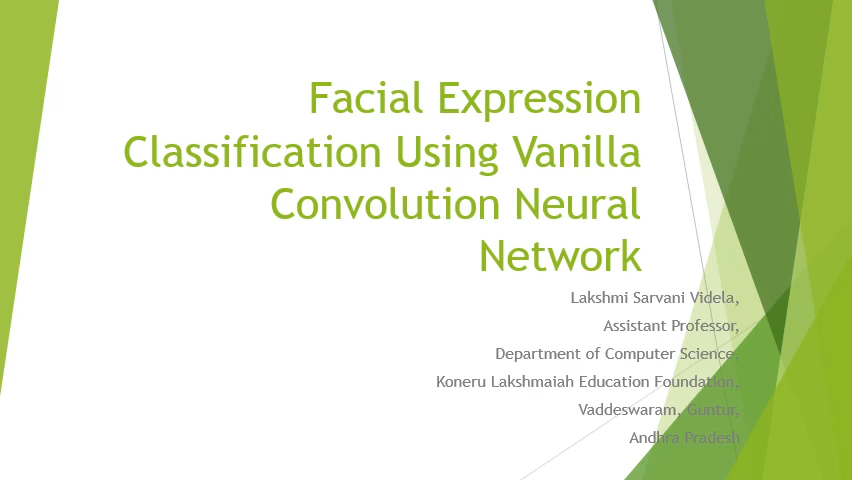 Facial Expression
Classification Using Vanilla
Convolution Neural
Network
Lakshmi Sarvani Videla,
Assistant Professor,
Department of Computer Science,
Koneru Lakshmaiah Education Foundation,
Vaddeswaram, Guntur,
Andhra Pradesh